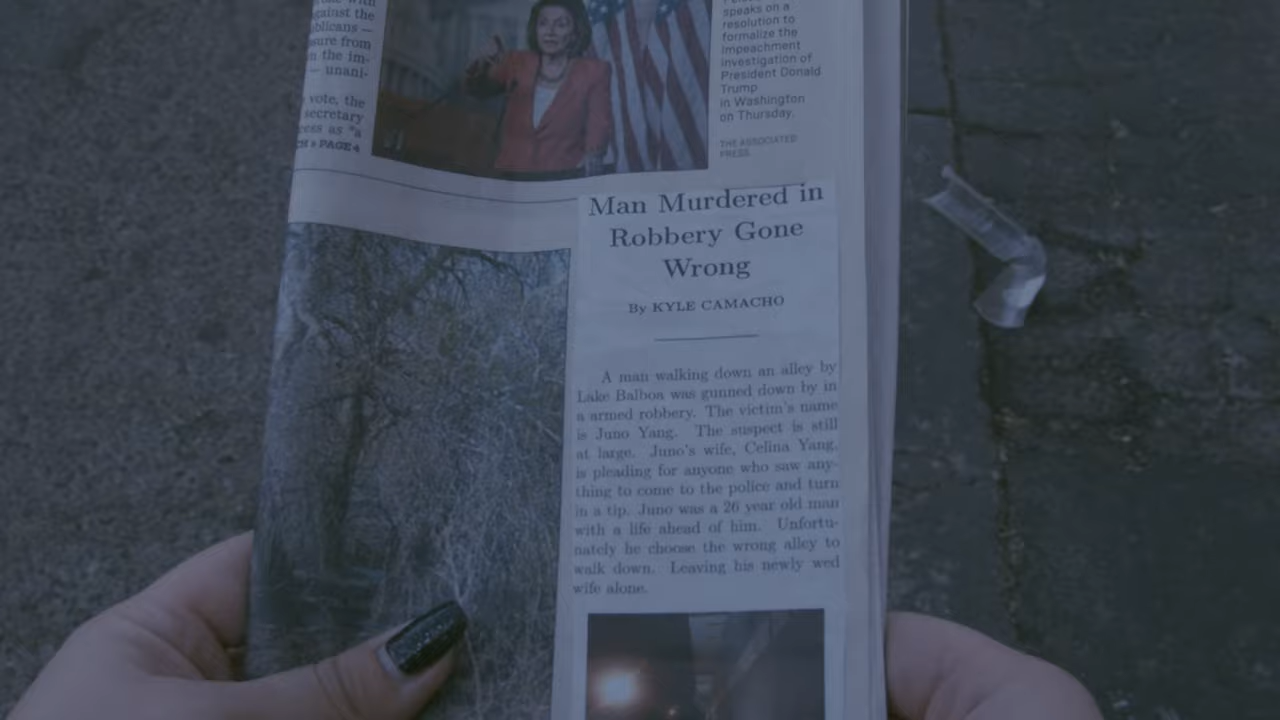 against the
blicans —
sure from
n the im-
— unani-
vote, the
secretary
cess as "a
PAGE 4
speaks on a
resolution to
formalize the
impeachment
investigation of
President Donald
Trump
in Washington
on Thursday.
THE ASSOCIATED
PRESS
Man Murdered in
Robbery Gone
Wrong
By KYLE CAMACHO
A man walking down an alley by
Lake Balboa was gunned down by in
a armed robbery. The victim's name
is Juno Yang. The suspect is still
at large. Juno's wife, Celina Yang,
is pleading for anyone who saw any-
thing to come to the police and turn
in a tip. Juno was a 26 year old man
with a life ahead of him. Unfortu-
nately he choose the wrong alley to
walk down. Leaving his newly wed
wife alone.